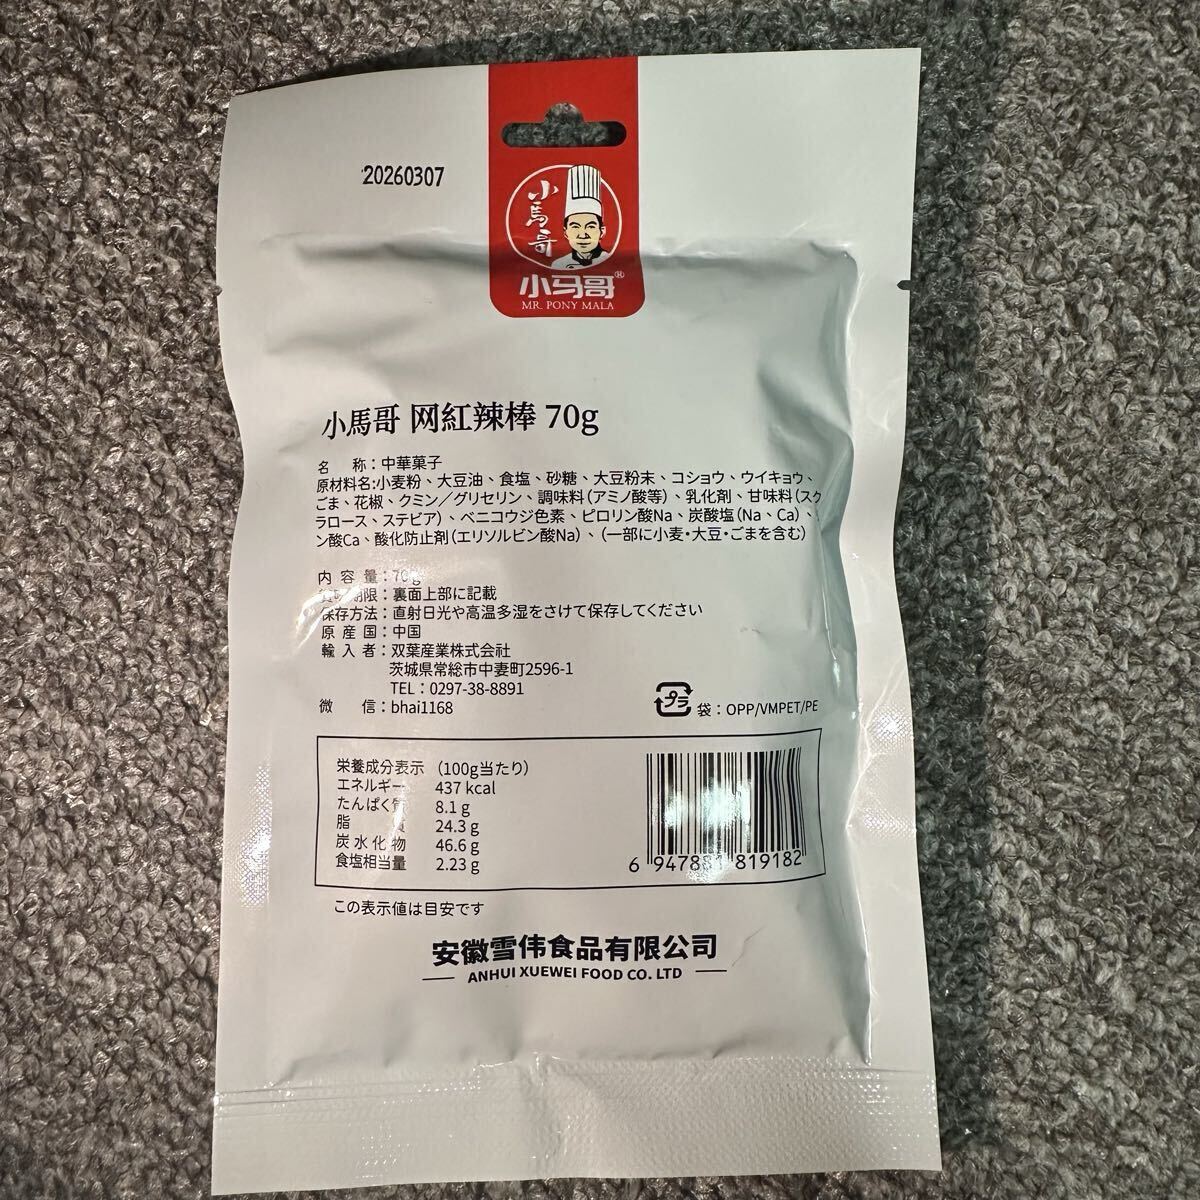 20260307
小馬哥
小马哥®
MR. PONY MALA
小馬哥 网紅辣棒 70g
名 称：中華菓子
原材料名:小麦粉、大豆油、食塩、砂糖、大豆粉末、コショウ、ウイキョウ、
ごま、花椒、クミン／グリセリン、調味料（アミノ酸等）、乳化剤、甘味料（スク
ラロース、ステビア）、ベニコウジ色素、ピロリン酸Na、炭酸塩（Na、Ca）、
ン酸Ca、酸化防止剤（エリソルビン酸Na）、（一部に小麦・大豆・ごまを含む）
内 容 量：70g
期限：裏面上部に記載
保存方法：直射日光や高温多湿をさけて保存してください
原 産 国：中国
輸 入 者：双葉産業株式会社
茨城県常総市中妻町2596-1
TEL：0297-38-8891
微 信：bhai1168
プラ 袋：OPP/VMPET/PE
栄養成分表示 （100g当たり）
エネルギー 437 kcal
たんぱく質 8.1 g
脂 質 24.3 g
炭水化物 46.6 g
食塩相当量 2.23 g
6 947881 819182
この表示値は目安です
安徽雪伟食品有限公司
ANHUI XUEWEI FOOD CO. LTD